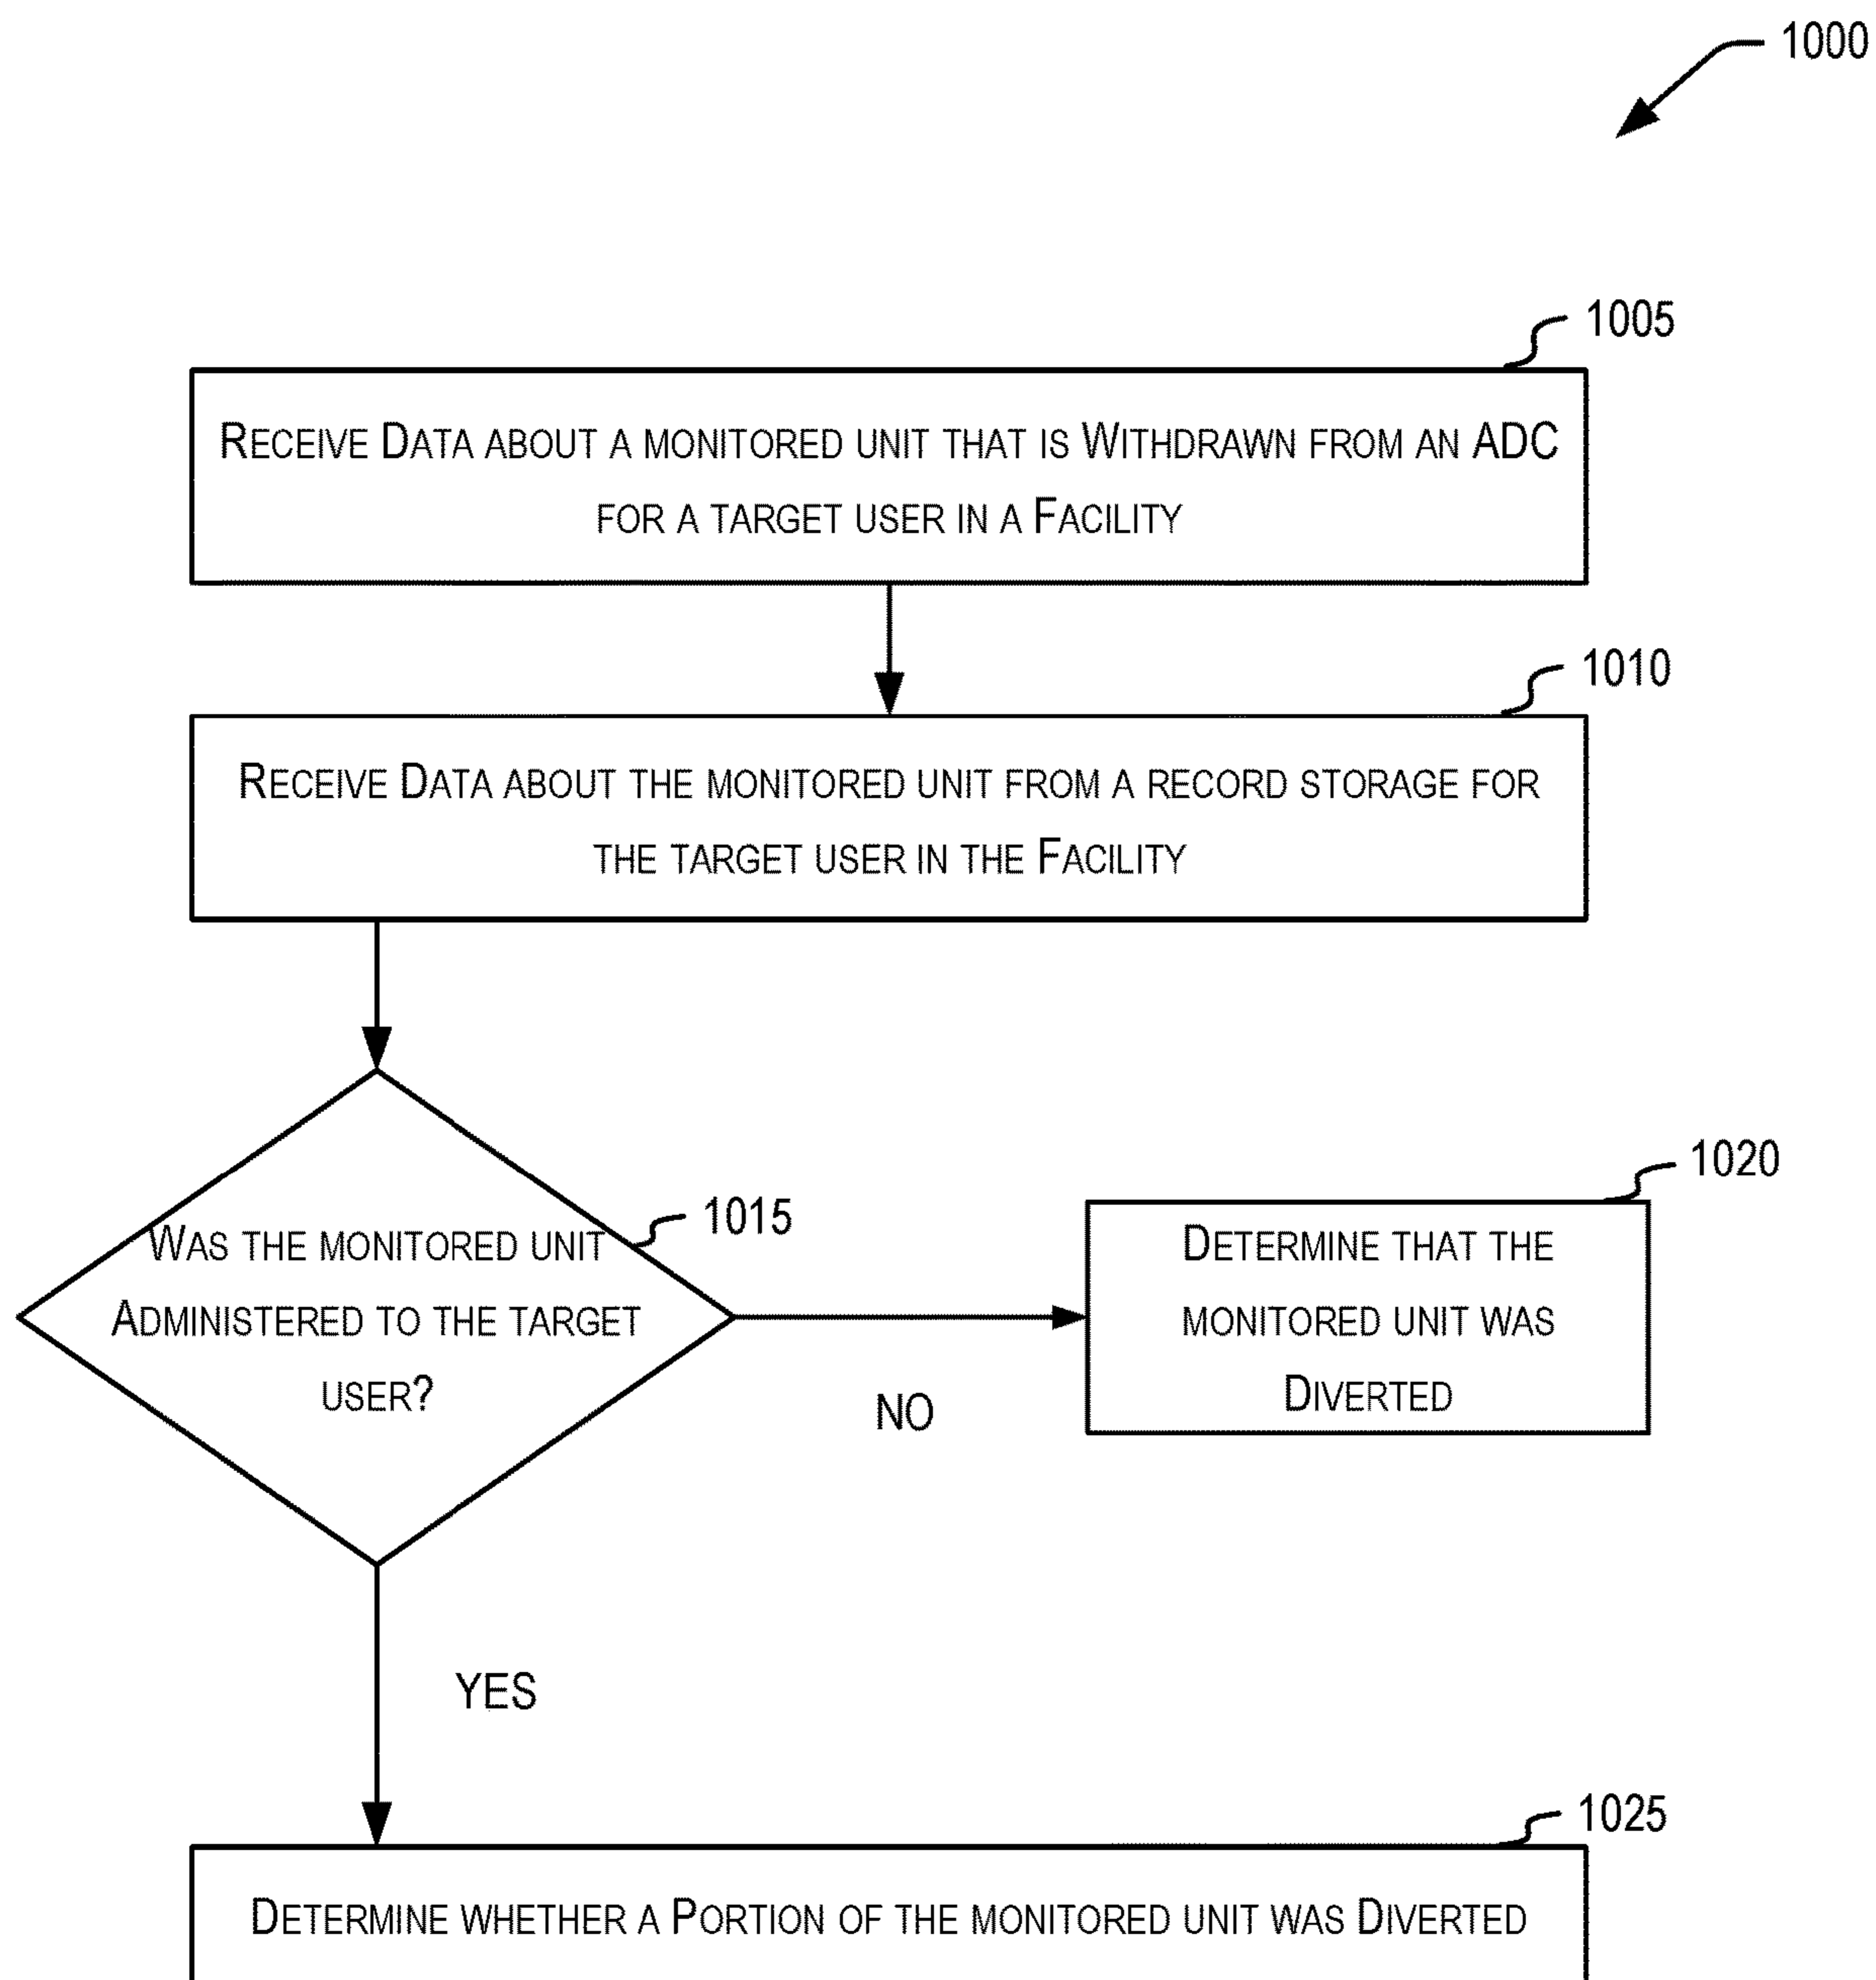 1000
1005
Receive Data about a monitored unit that is Withdrawn from an ADC
for a target user in a Facility
1010
Receive Data about the monitored unit from a record storage for
the target user in the Facility
1015
Was the monitored unit
Administered to the target
user?
1020
Determine that the
monitored unit was
Diverted
NO
YES
1025
Determine whether a Portion of the monitored unit was Diverted